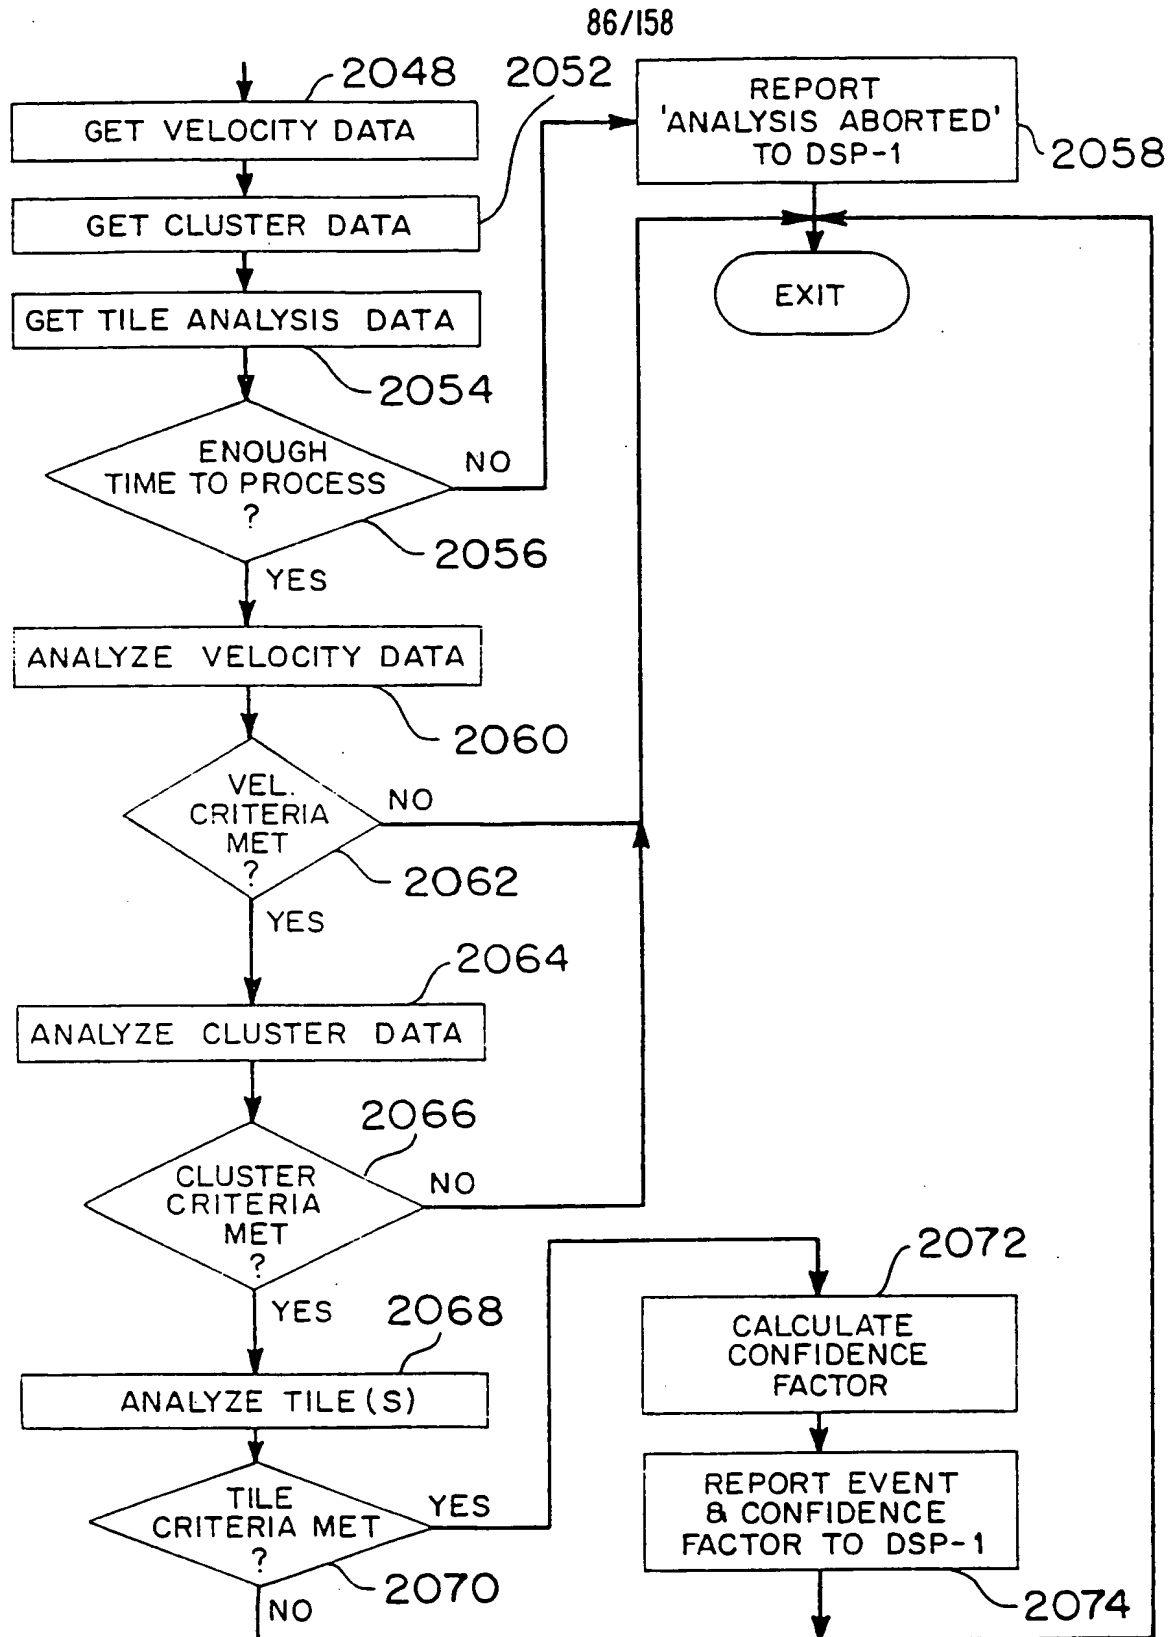 86/158
2048
GET VELOCITY DATA
2052
GET CLUSTER DATA
GET TILE ANALYSIS DATA
2054
REPORT
'ANALYSIS ABORTED'
TO DSP-1
2058
EXIT
ENOUGH
TIME TO PROCESS
?
NO
2056
YES
ANALYZE VELOCITY DATA
2060
VEL.
CRITERIA
MET
?
NO
2062
YES
2064
ANALYZE CLUSTER DATA
2066
CLUSTER
CRITERIA
MET
?
NO
YES
2068
ANALYZE TILE(S)
TILE
CRITERIA MET
?
YES
2070
NO
2072
CALCULATE
CONFIDENCE
FACTOR
REPORT EVENT
& CONFIDENCE
FACTOR TO DSP-1
2074